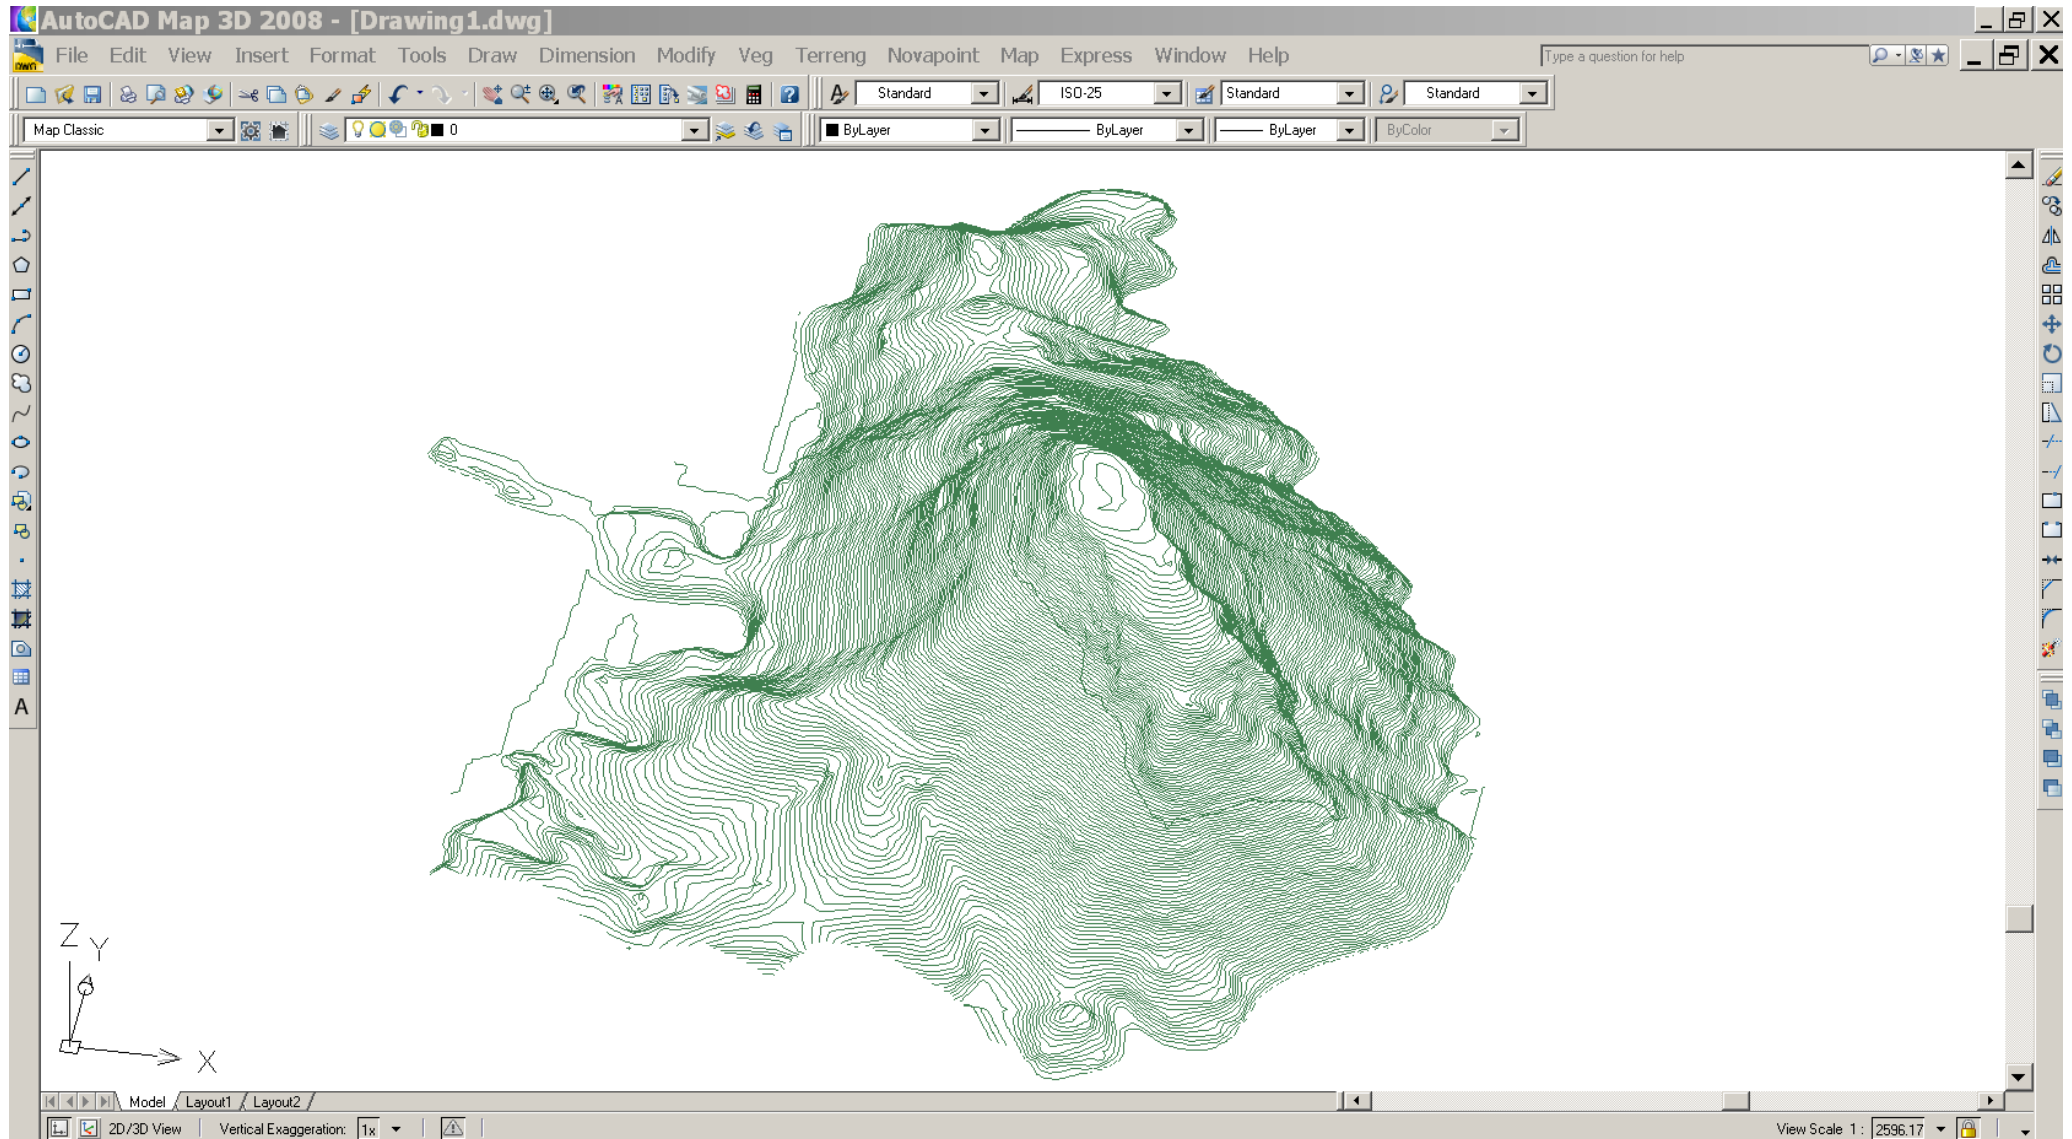 AutoCAD Map 3D 2008 - [Drawing1.dwg]
File Edit View Insert Format Tools Draw Dimension Modify Veg Terreng Novapoint Map Express Window Help Type a question for help
Standard ISO-25 Standard Standard
Map Classic 0 ByLayer ByLayer ByLayer ByColor
A
Z Y
X
Model Layout1 Layout2
2D/3D View Vertical Exaggeration: 1x View Scale 1: 2596.17